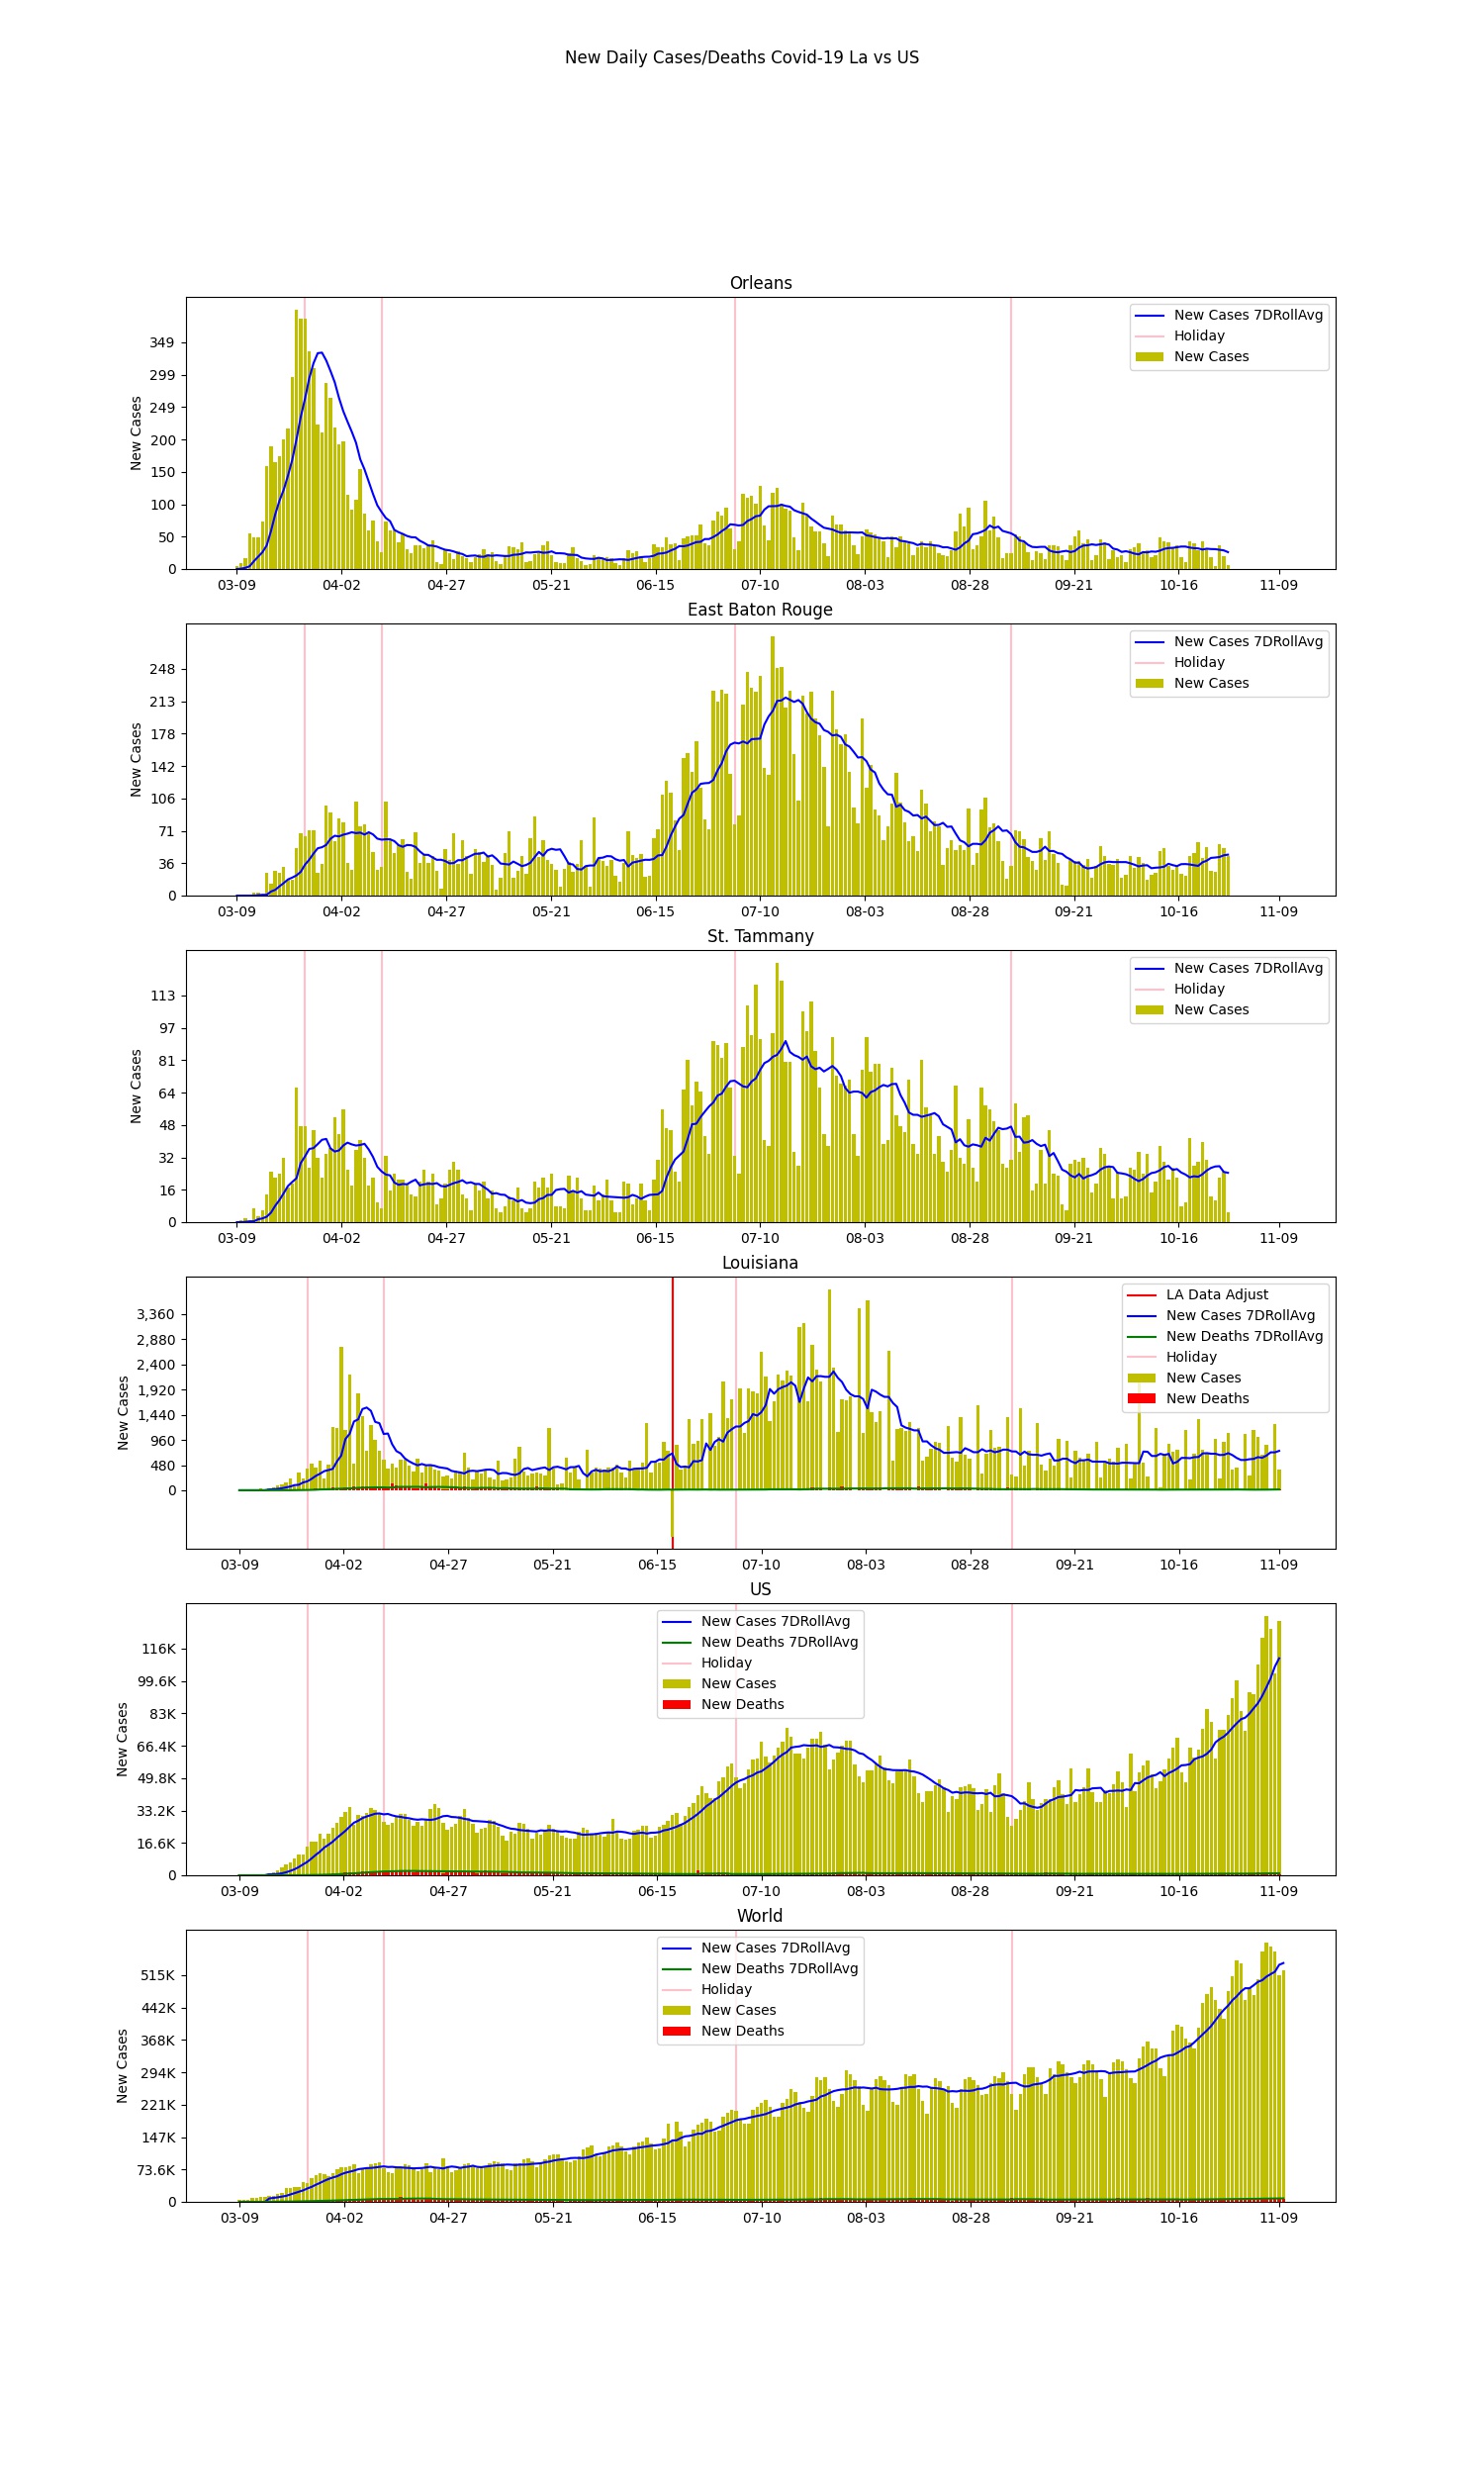 New Daily Cases/Deaths Covid-19 La vs US
Orleans
New Cases
349
299
249
200
150
100
50
0
New Cases 7DRollAvg
Holiday
New Cases
03-09 04-02 04-27 05-21 06-15 07-10 08-03 08-28 09-21 10-16 11-09
East Baton Rouge
New Cases
248
213
178
142
106
71
36
0
New Cases 7DRollAvg
Holiday
New Cases
03-09 04-02 04-27 05-21 06-15 07-10 08-03 08-28 09-21 10-16 11-09
St. Tammany
New Cases
113
97
81
64
48
32
16
0
New Cases 7DRollAvg
Holiday
New Cases
03-09 04-02 04-27 05-21 06-15 07-10 08-03 08-28 09-21 10-16 11-09
Louisiana
New Cases
3,360
2,880
2,400
1,920
1,440
960
480
0
LA Data Adjust
New Cases 7DRollAvg
New Deaths 7DRollAvg
Holiday
New Cases
New Deaths
03-09 04-02 04-27 05-21 06-15 07-10 08-03 08-28 09-21 10-16 11-09
US
New Cases
116K
99.6K
83K
66.4K
49.8K
33.2K
16.6K
0
New Cases 7DRollAvg
New Deaths 7DRollAvg
Holiday
New Cases
New Deaths
03-09 04-02 04-27 05-21 06-15 07-10 08-03 08-28 09-21 10-16 11-09
World
New Cases
515K
442K
368K
294K
221K
147K
73.6K
0
New Cases 7DRollAvg
New Deaths 7DRollAvg
Holiday
New Cases
New Deaths
03-09 04-02 04-27 05-21 06-15 07-10 08-03 08-28 09-21 10-16 11-09